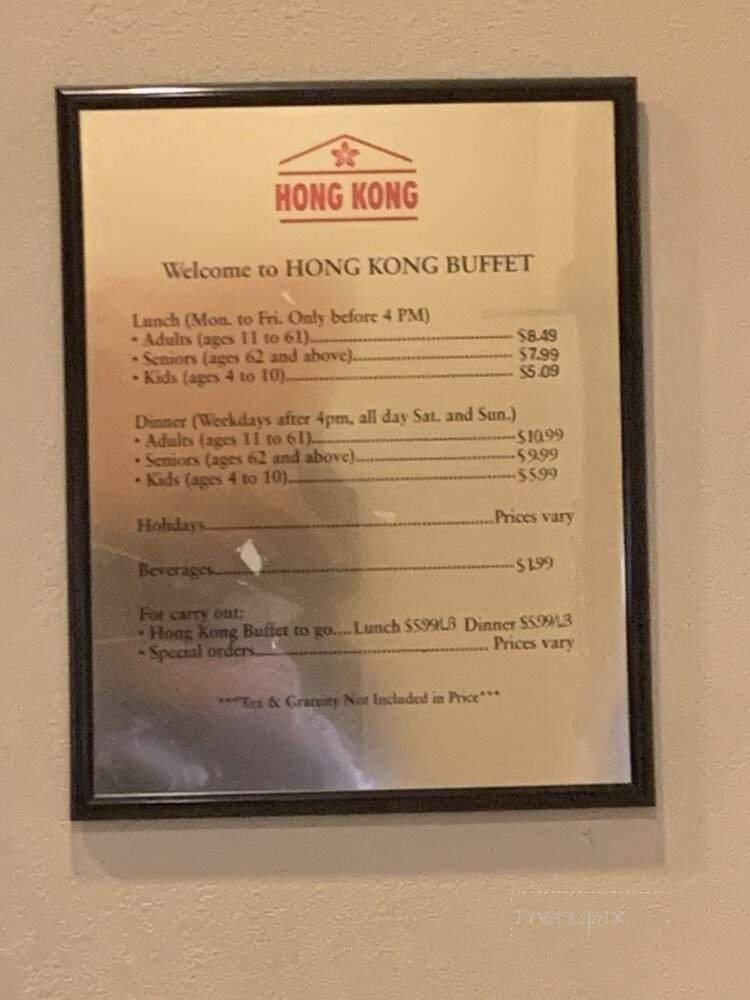 HONG KONG
Welcome to HONG KONG BUFFET
Lunch (Mon. to Fri. Only before 4 PM)
• Adults (ages 11 to 61)........ $8.49
• Seniors (ages 62 and above)........ $7.99
• Kids (ages 4 to 10)........ $5.09
Dinner (Weekdays after 4pm, all day Sat. and Sun.)
• Adults (ages 11 to 61)........ $10.99
• Seniors (ages 62 and above)........ $9.99
• Kids (ages 4 to 10)........ $5.99
Holidays........ Prices vary
Beverages........ $1.99
For carry out:
• Hong Kong Buffet to go.... Lunch $5.99/LB Dinner $5.99/LB
• Special orders........ Prices vary
***Tax & Gratuity Not Included in Price***
menupix